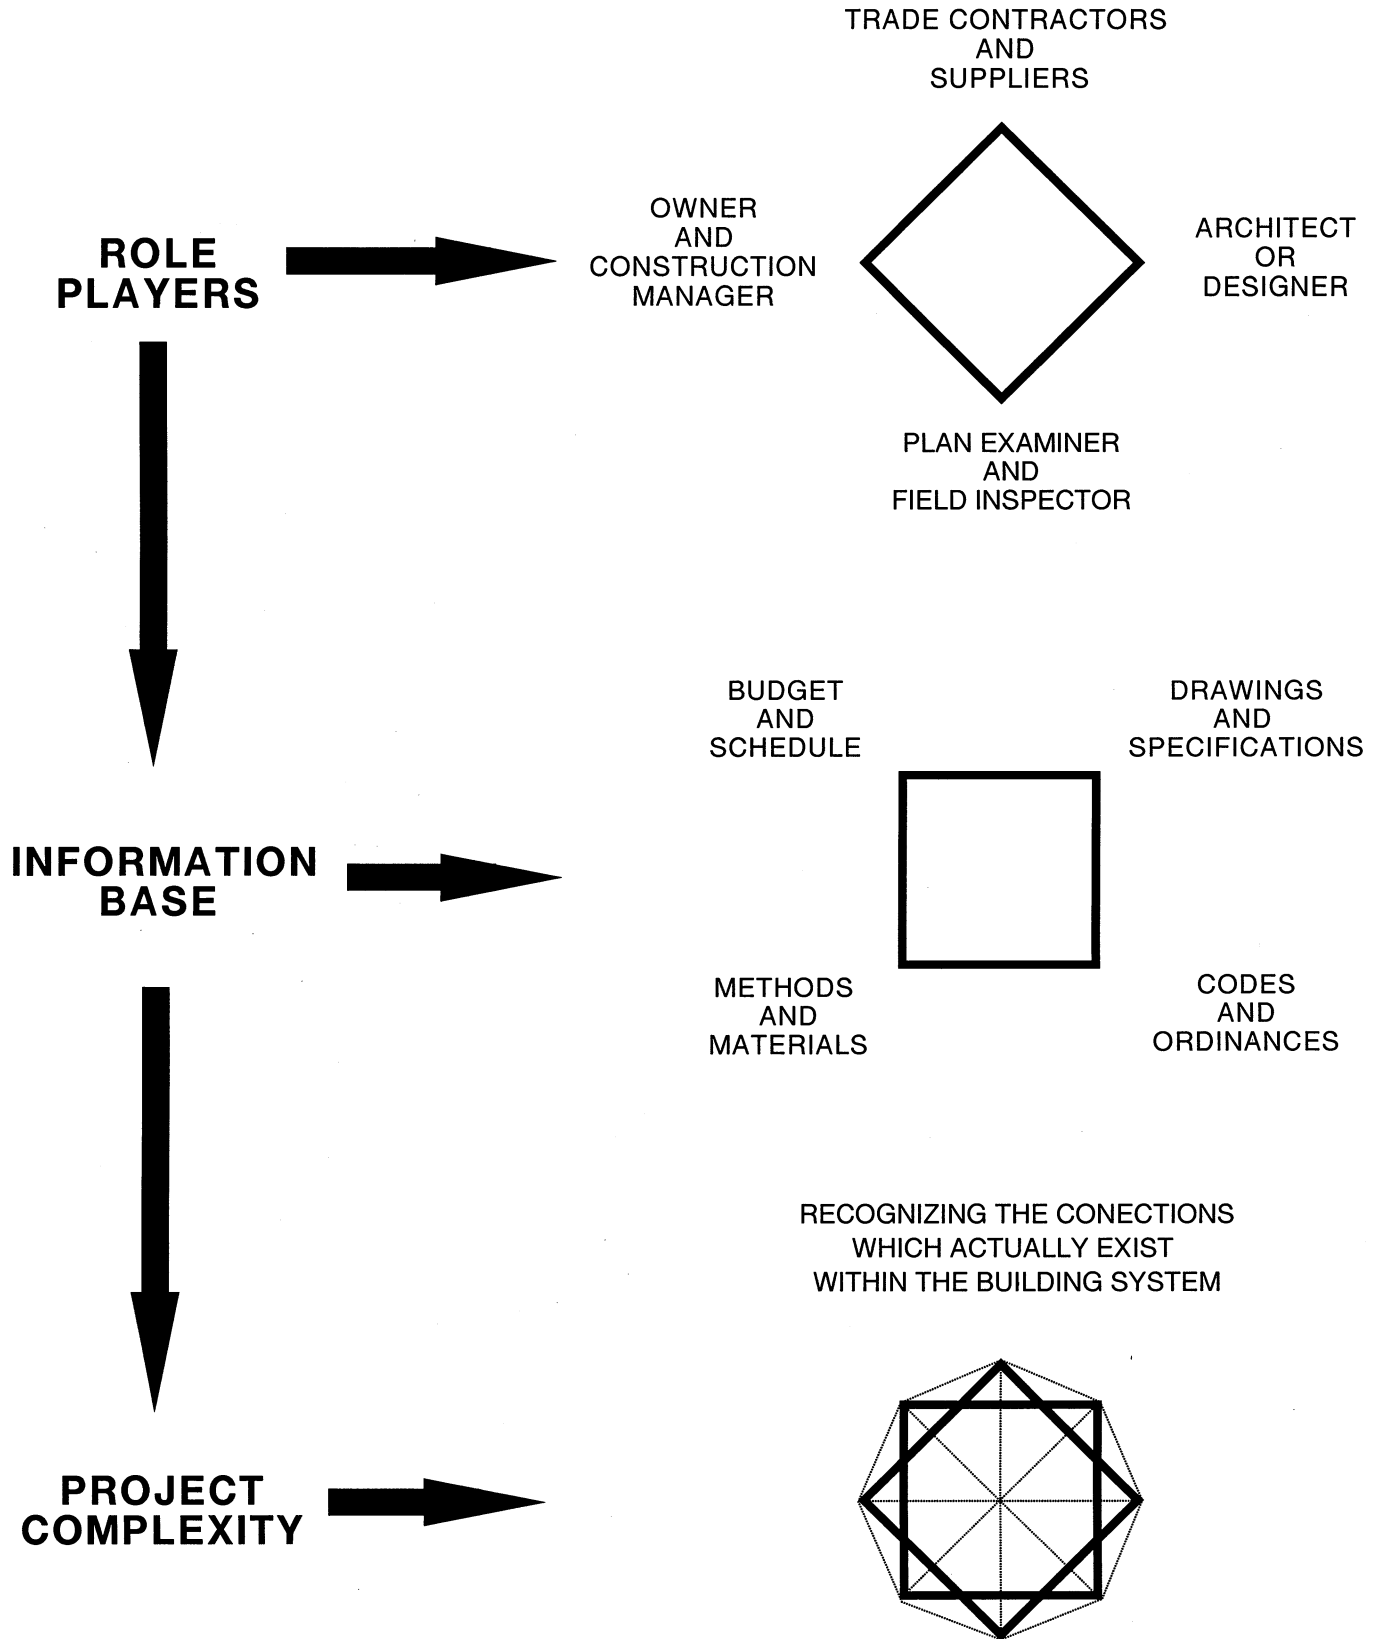 TRADE CONTRACTORS
AND
SUPPLIERS
ROLE
PLAYERS
OWNER
AND
CONSTRUCTION
MANAGER
ARCHITECT
OR
DESIGNER
PLAN EXAMINER
AND
FIELD INSPECTOR
INFORMATION
BASE
BUDGET
AND
SCHEDULE
DRAWINGS
AND
SPECIFICATIONS
METHODS
AND
MATERIALS
CODES
AND
ORDINANCES
RECOGNIZING THE CONECTIONS
WHICH ACTUALLY EXIST
WITHIN THE BUILDING SYSTEM
PROJECT
COMPLEXITY